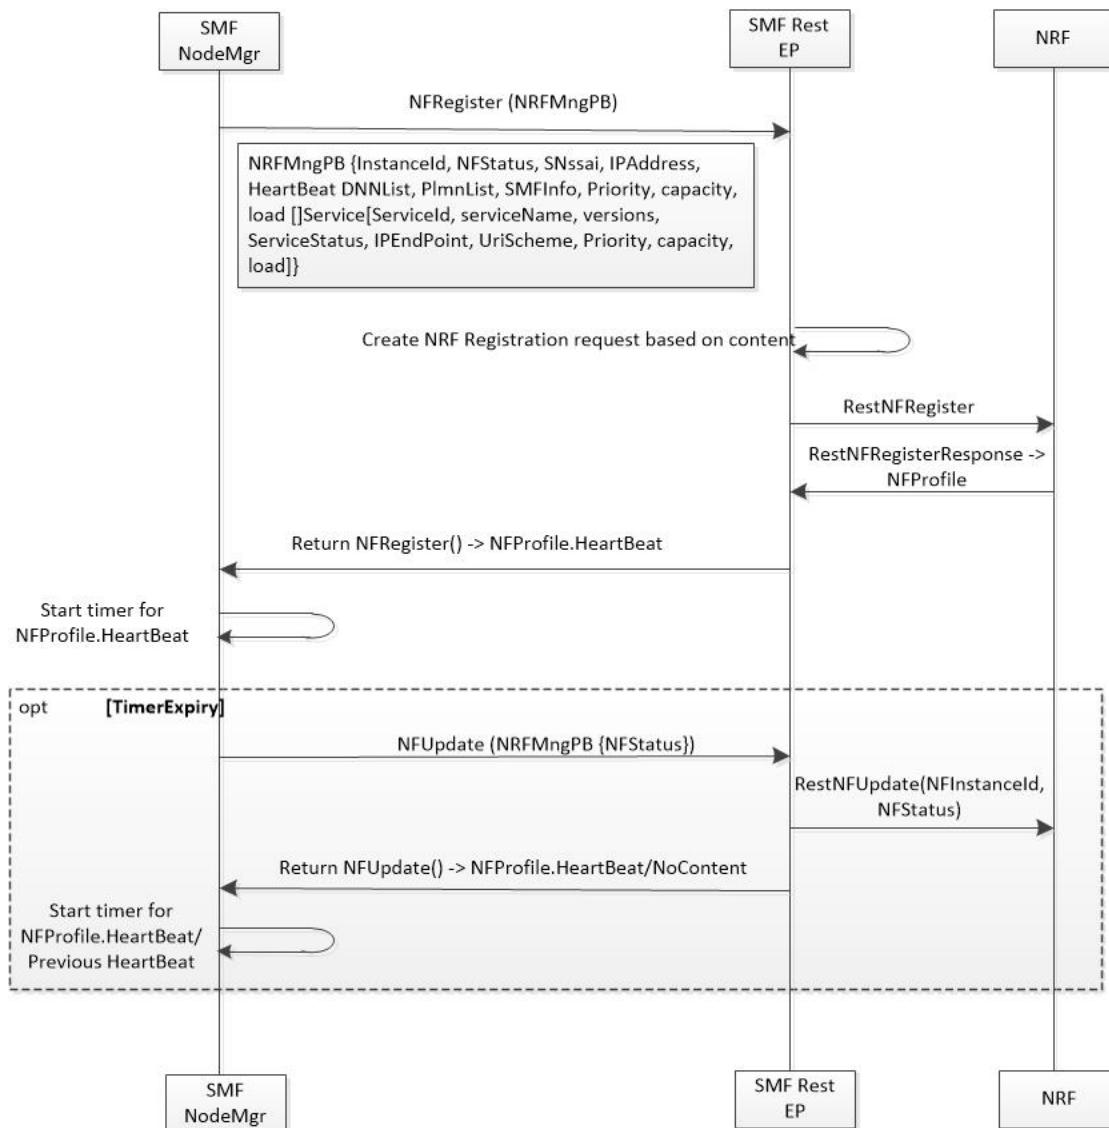 SMF
NodeMgr
SMF Rest
EP
NRF
NFRegister (NRFMngPB)
NRFMngPB {InstanceId, NFStatus, SNssai, IPAddress,
HeartBeat DNNList, PlmnList, SMFInfo, Priority, capacity,
load []Service[ServiceId, serviceName, versions,
ServiceStatus, IPEndPoint, UriScheme, Priority, capacity,
load]}
Create NRF Registration request based on content
RestNFRegister
RestNFRegisterResponse ->
NFProfile
Return NFRegister() -> NFProfile.HeartBeat
Start timer for
NFProfile.HeartBeat
opt [TimerExpiry]
NFUpdate (NRFMngPB {NFStatus})
RestNFUpdate(NFInstanceId,
NFStatus)
Return NFUpdate() -> NFProfile.HeartBeat/NoContent
Start timer for
NFProfile.HeartBeat/
Previous HeartBeat
SMF
NodeMgr
SMF Rest
EP
NRF